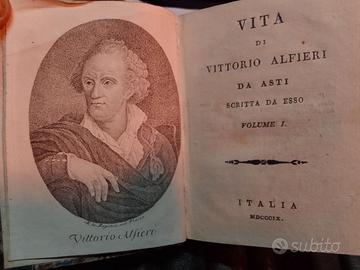 Vittorio Alfieri
VITA
DI
VITTORIO ALFIERI
DA ASTI
SCRITTA DA ESSO
VOLUME I.
ITALIA
MDCCCIX.
subito